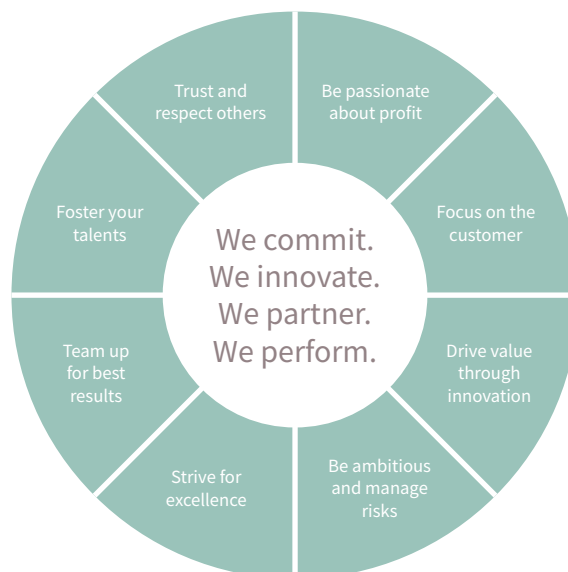 Trust and
respect others
Be passionate
about profit
Foster your
talents
Focus on the
customer
We commit.
We innovate.
We partner.
We perform.
Team up
for best
results
Drive value
through
innovation
Strive for
excellence
Be ambitious
and manage
risks